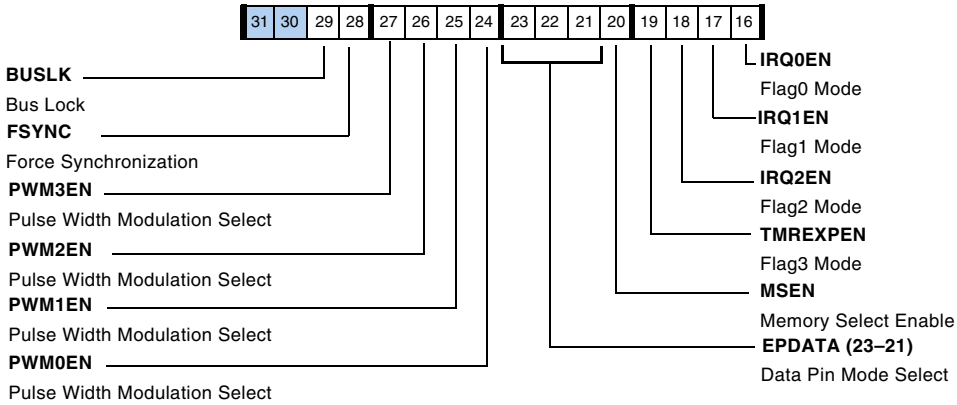 31 30 29 28 27 26 25 24 23 22 21 20 19 18 17 16
BUSLK
Bus Lock
FSYNC
Force Synchronization
PWM3EN
Pulse Width Modulation Select
PWM2EN
Pulse Width Modulation Select
PWM1EN
Pulse Width Modulation Select
PWM0EN
Pulse Width Modulation Select
IRQ0EN
Flag0 Mode
IRQ1EN
Flag1 Mode
IRQ2EN
Flag2 Mode
TMREXPEN
Flag3 Mode
MSEN
Memory Select Enable
EPDATA (23–21)
Data Pin Mode Select